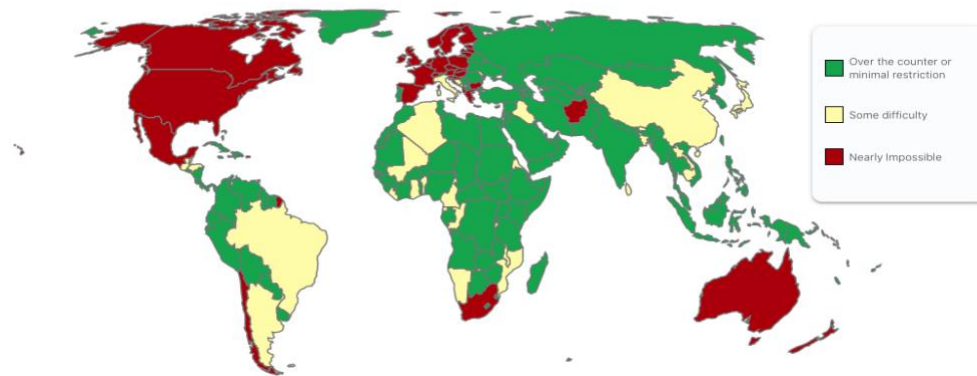 Over the counter or
minimal restriction
Some difficulty
Nearly Impossible